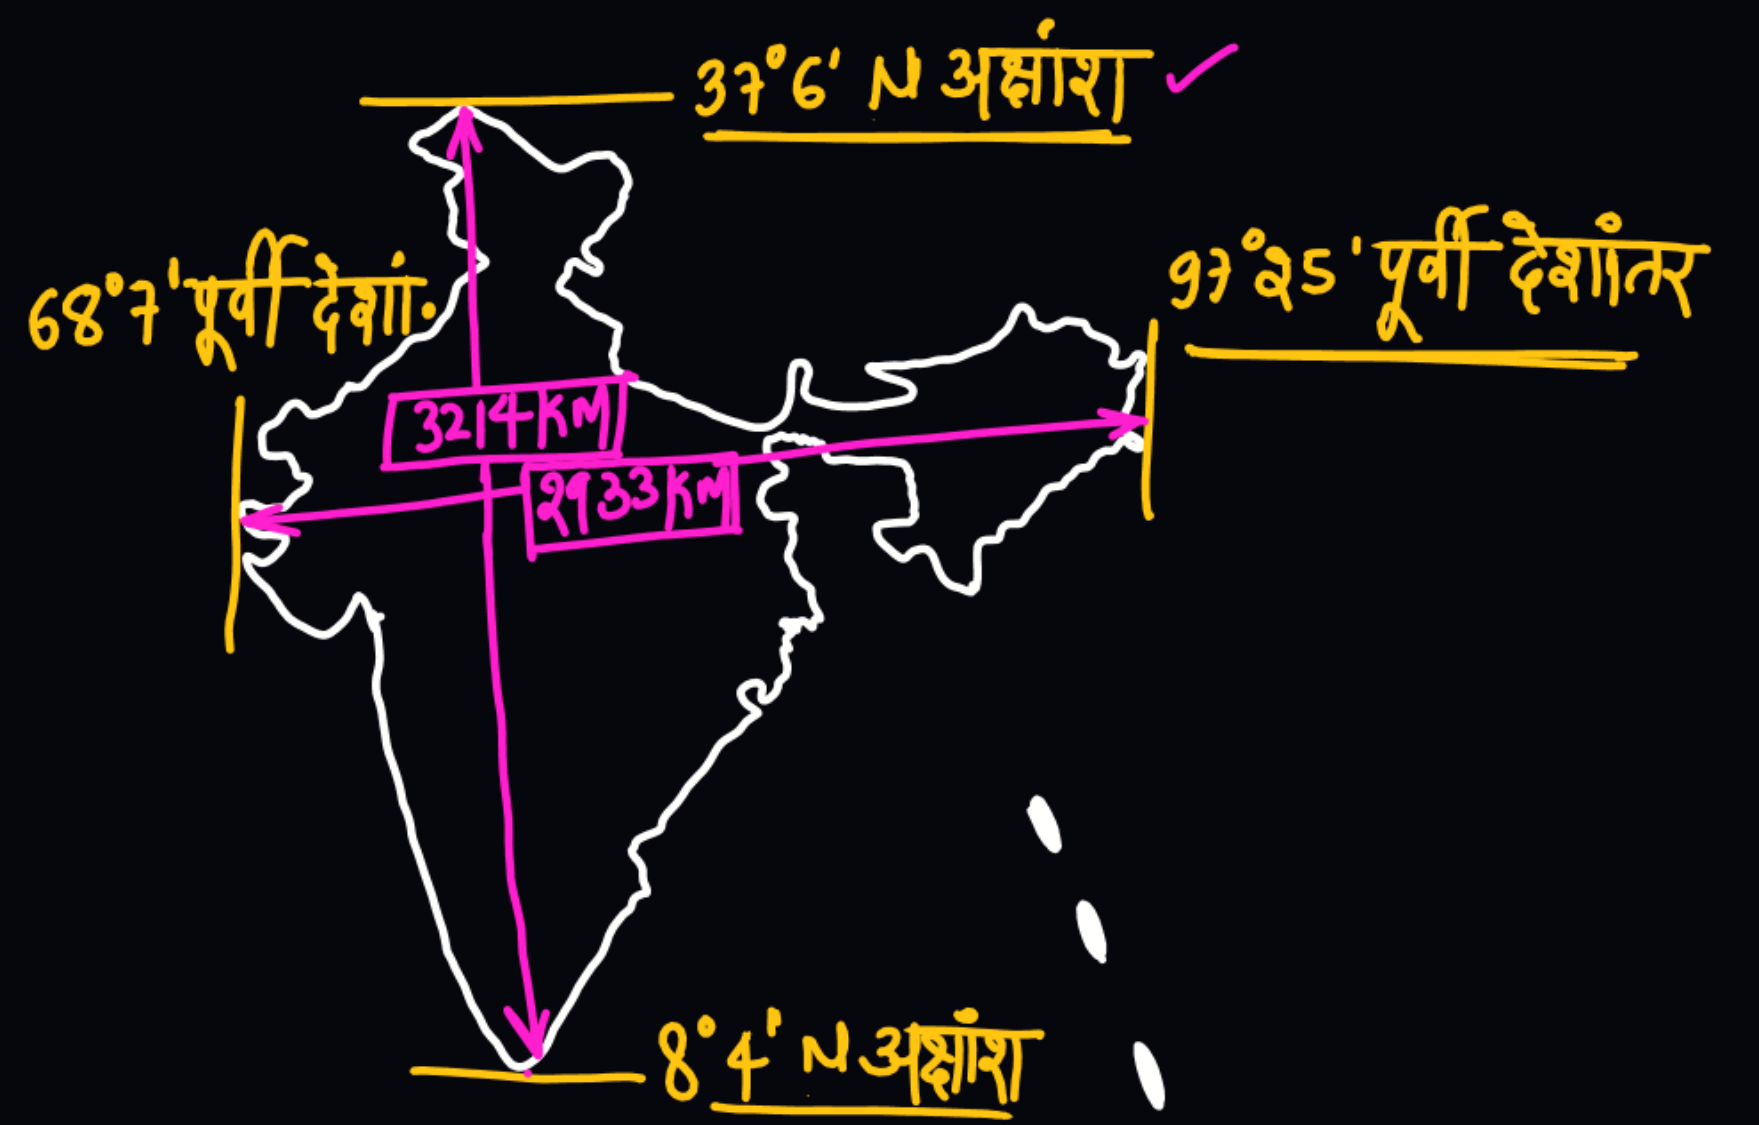 37°6' N अक्षांश
68°7' पूर्वी देशां.
97°25' पूर्वी देशांतर
3214 KM
2933 KM
8°4' N अक्षांश